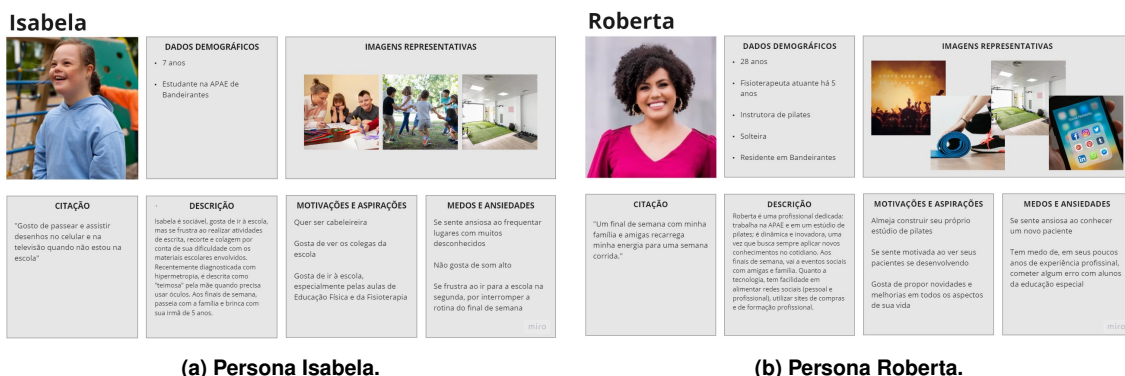 Isabela
DADOS DEMOGRÁFICOS
• 7 anos
• Estudante na APAE de
Bandeirantes
IMAGENS REPRESENTATIVAS
CITAÇÃO
"Gosto de passear e assistir
desenhos no celular e na
televisão quando não estou na
escola"
DESCRIÇÃO
Isabela é sociável, gosta de ir à escola,
mas se frustra ao realizar atividades
de escrita, recorte e colagem por
conta de sua dificuldade com os
materiais escolares envolvidos.
Recentemente diagnosticada com
hipermetropia, é descrita como
"teimosa" pela mãe quando precisa
usar óculos. Aos finais de semana,
passeia com a família e brinca com
sua irmã de 5 anos.
MOTIVAÇÕES E ASPIRAÇÕES
Quer ser cabeleireira
Gosta de ver os colegas da
escola
Gosta de ir à escola,
especialmente pelas aulas de
Educação Física e da Fisioterapia
MEDOS E ANSIEDADES
Se sente ansiosa ao frequentar
lugares com muitos
desconhecidos
Não gosta de som alto
Se frustra ao ir para a escola na
segunda, por interromper a
rotina do final de semana
miro
(a) Persona Isabela.
Roberta
DADOS DEMOGRÁFICOS
• 28 anos
• Fisioterapeuta atuante há 5
anos
• Instrutora de pilates
• Solteira
• Residente em Bandeirantes
IMAGENS REPRESENTATIVAS
CITAÇÃO
"Um final de semana com minha
família e amigas recarrega
minha energia para uma semana
corrida."
DESCRIÇÃO
Roberta é uma profissional dedicada:
trabalha na APAE e em um estúdio de
pilates; é dinâmica e inovadora, uma
vez que busca sempre aplicar novos
conhecimentos no cotidiano. Aos
finais de semana, vai a eventos sociais
com amigas e família. Quanto a
tecnologia, tem facilidade em
alimentar redes sociais (pessoal e
profissional), utilizar sites de compras
e de formação profissional.
MOTIVAÇÕES E ASPIRAÇÕES
Almeja construir seu próprio
estúdio de pilates
Se sente motivada ao ver seus
pacientes se desenvolvendo
Gosta de propor novidades e
melhorias em todos os aspectos
de sua vida
MEDOS E ANSIEDADES
Se sente ansiosa ao conhecer
um novo paciente
Tem medo de, em seus poucos
anos de experiência profissinal,
cometer algum erro com alunos
da educação especial
miro
(b) Persona Roberta.